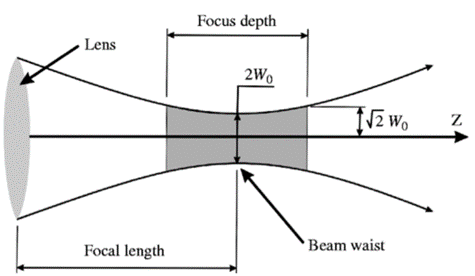 Focus depth
Lens
2W₀
√2 W₀
Z
Focal length
Beam waist